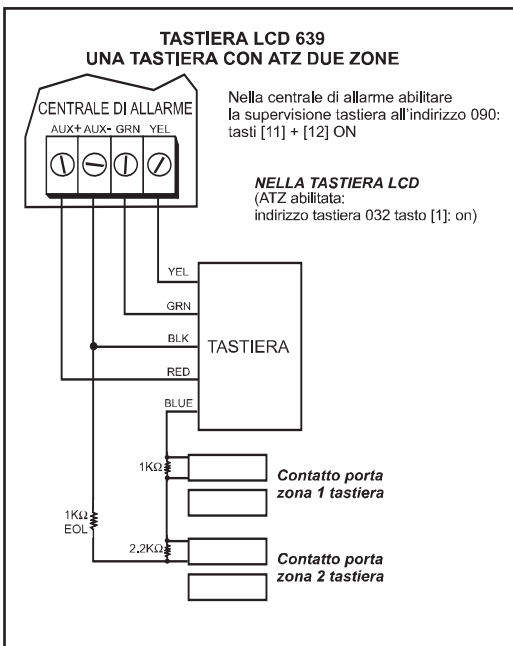 TASTIERA LCD 639
UNA TASTIERA CON ATZ DUE ZONE
CENTRALE DI ALLARME
AUX+ AUX- GRN YEL
Nella centrale di allarme abilitare
la supervisione tastiera all'indirizzo 090:
tasti [11] + [12] ON
NELLA TASTIERA LCD
(ATZ abilitata:
indirizzo tastiera 032 tasto [1]: on)
YEL
GRN
BLK
RED
BLUE
TASTIERA
1KΩ
Contatto porta
zona 1 tastiera
1KΩ
EOL
2.2KΩ
Contatto porta
zona 2 tastiera